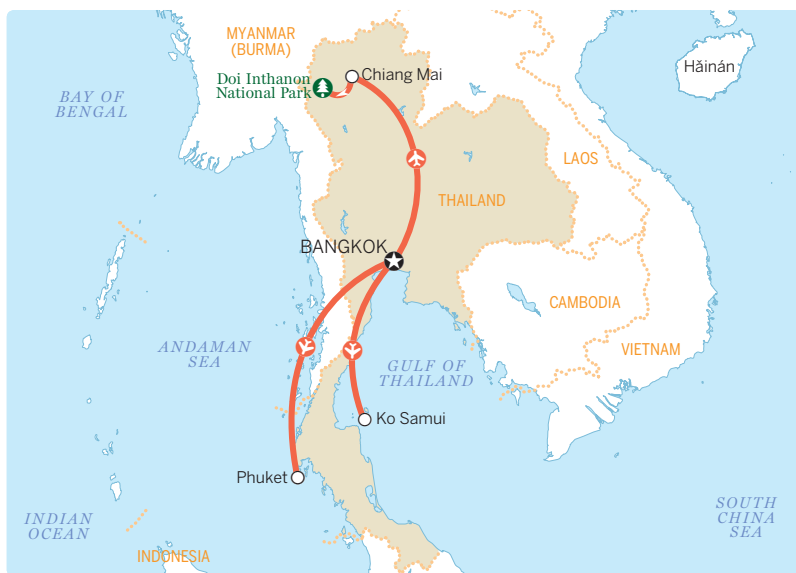 MYANMAR
(BURMA)
Hǎinán
Chiang Mai
Doi Inthanon
National Park
BAY OF
BENGAL
LAOS
THAILAND
BANGKOK
CAMBODIA
ANDAMAN
SEA
VIETNAM
GULF OF
THAILAND
Ko Samui
Phuket
SOUTH
CHINA
SEA
INDIAN
OCEAN
INDONESIA